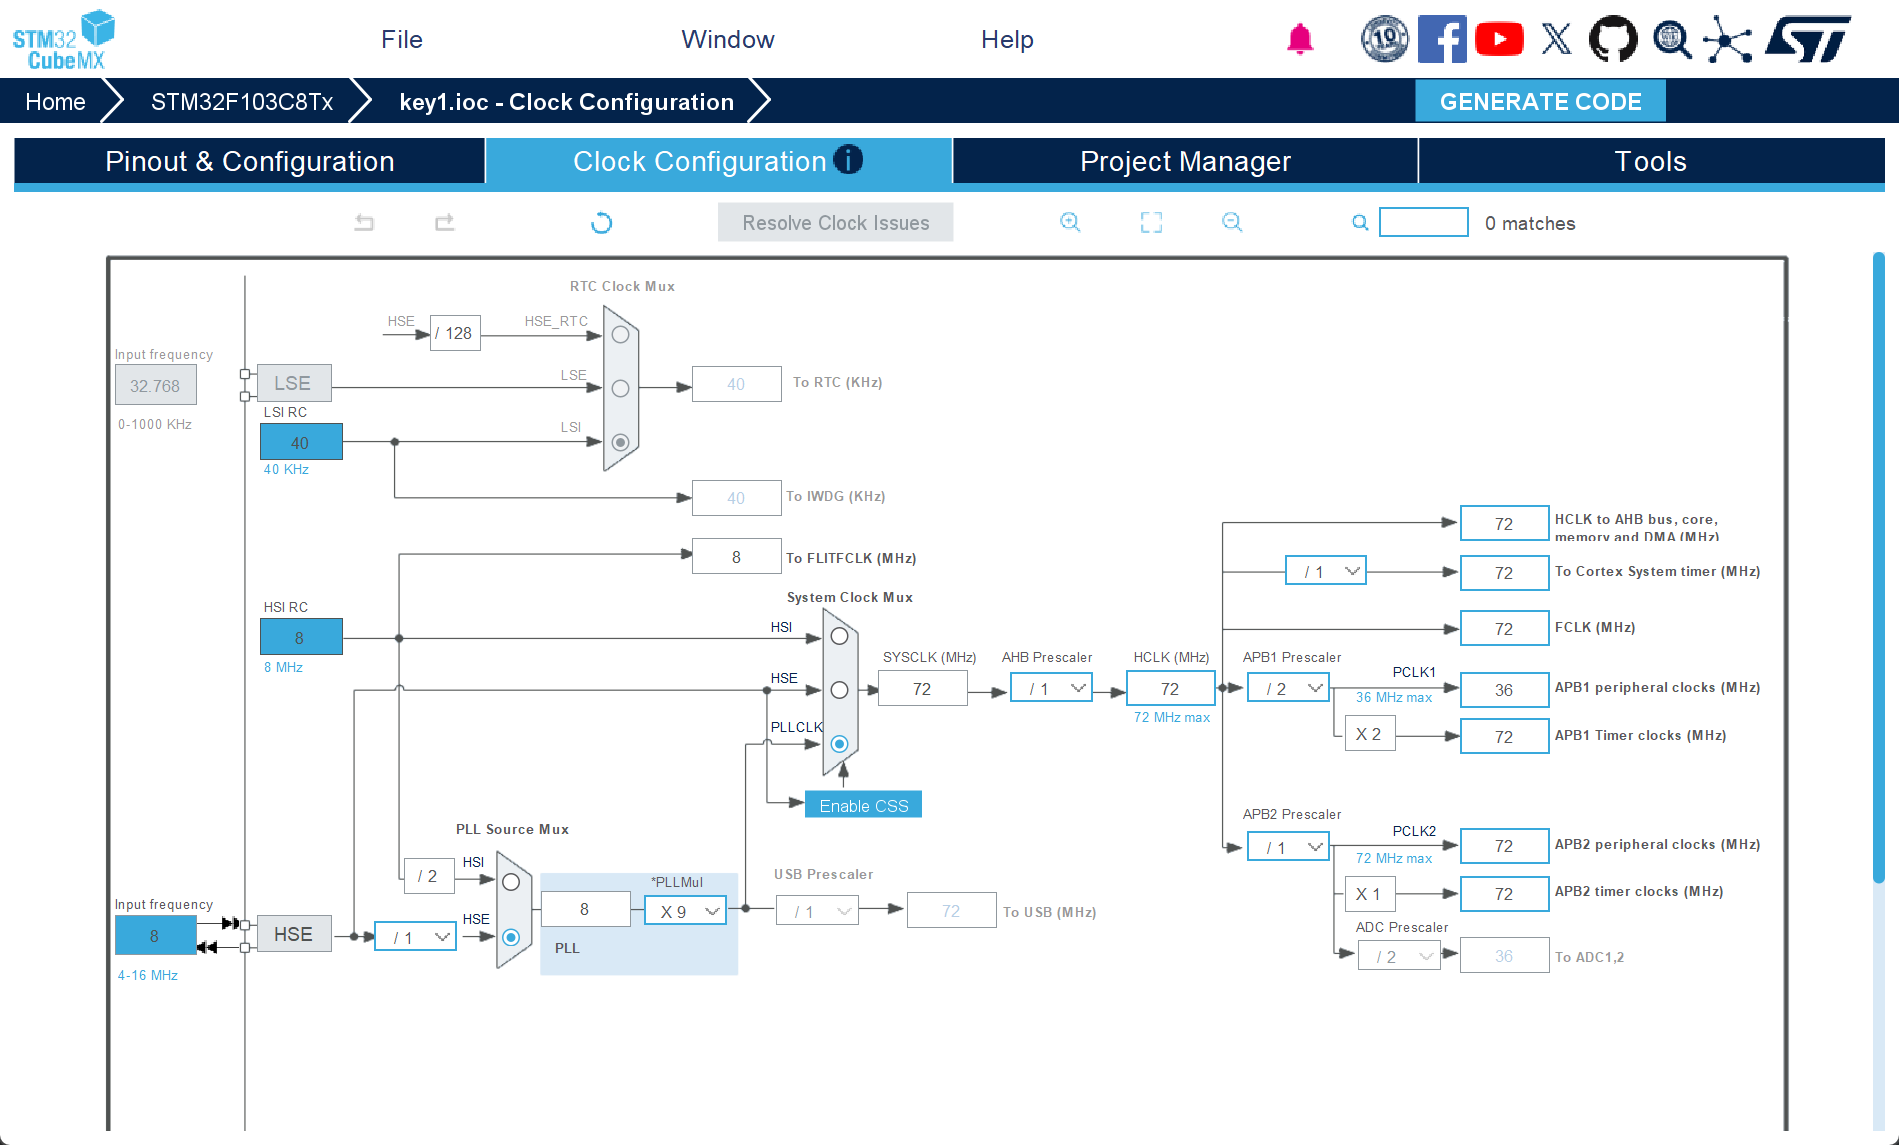 STM32
CubeMX
File
Window
Help
10
Home
STM32F103C8Tx
key1.ioc - Clock Configuration
GENERATE CODE
Pinout & Configuration
Clock Configuration
Project Manager
Tools
Resolve Clock Issues
0 matches
RTC Clock Mux
HSE
/ 128
HSE_RTC
Input frequency
32.768
0-1000 KHz
LSE
LSE
40
To RTC (KHz)
LSI RC
40
40 KHz
LSI
40
To IWDG (KHz)
8
To FLITFCLK (MHz)
System Clock Mux
HSI RC
8
8 MHz
HSI
HSE
PLLCLK
SYSCLK (MHz)
72
AHB Prescaler
/ 1
HCLK (MHz)
72
72 MHz max
72
HCLK to AHB bus, core,
memory and DMA (MHz)
/ 1
72
To Cortex System timer (MHz)
72
FCLK (MHz)
APB1 Prescaler
/ 2
PCLK1
36 MHz max
36
APB1 peripheral clocks (MHz)
X 2
72
APB1 Timer clocks (MHz)
Enable CSS
APB2 Prescaler
/ 1
PCLK2
72 MHz max
72
APB2 peripheral clocks (MHz)
X 1
72
APB2 timer clocks (MHz)
ADC Prescaler
/ 2
36
To ADC1,2
PLL Source Mux
/ 2
HSI
Input frequency
8
4-16 MHz
HSE
/ 1
HSE
8
PLL
*PLLMul
X 9
USB Prescaler
/ 1
72
To USB (MHz)